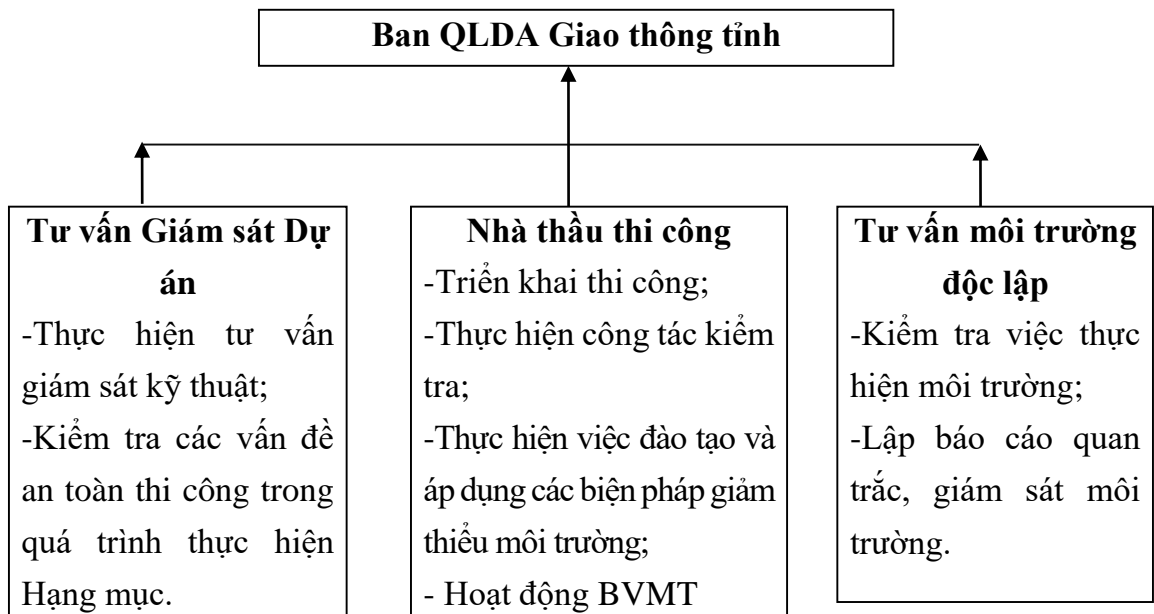 Ban QLDA Giao thông tỉnh
Tư vấn Giám sát Dự
án
-Thực hiện tư vấn
giám sát kỹ thuật;
-Kiểm tra các vấn đề
an toàn thi công trong
quá trình thực hiện
Hạng mục.
Nhà thầu thi công
-Triển khai thi công;
-Thực hiện công tác kiểm
tra;
-Thực hiện việc đào tạo và
áp dụng các biện pháp giảm
thiểu môi trường;
- Hoạt động BVMT
Tư vấn môi trường
độc lập
-Kiểm tra việc thực
hiện môi trường;
-Lập báo cáo quan
trắc, giám sát môi
trường.